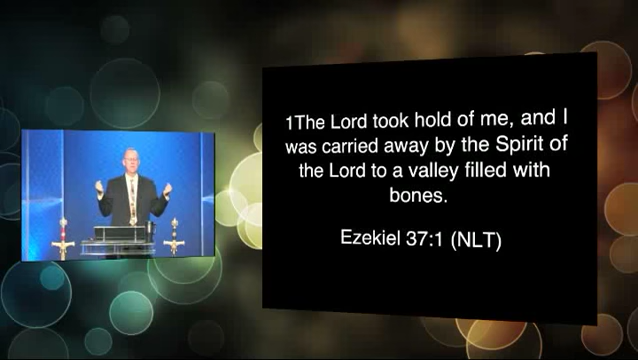 1The Lord took hold of me, and I
was carried away by the Spirit of
the Lord to a valley filled with
bones.
Ezekiel 37:1 (NLT)